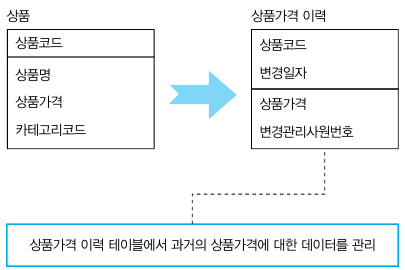 상품
상품코드
상품명
상품가격
카테고리코드
상품가격 이력
상품코드
변경일자
상품가격
변경관리사원번호
상품가격 이력 테이블에서 과거의 상품가격에 대한 데이터를 관리